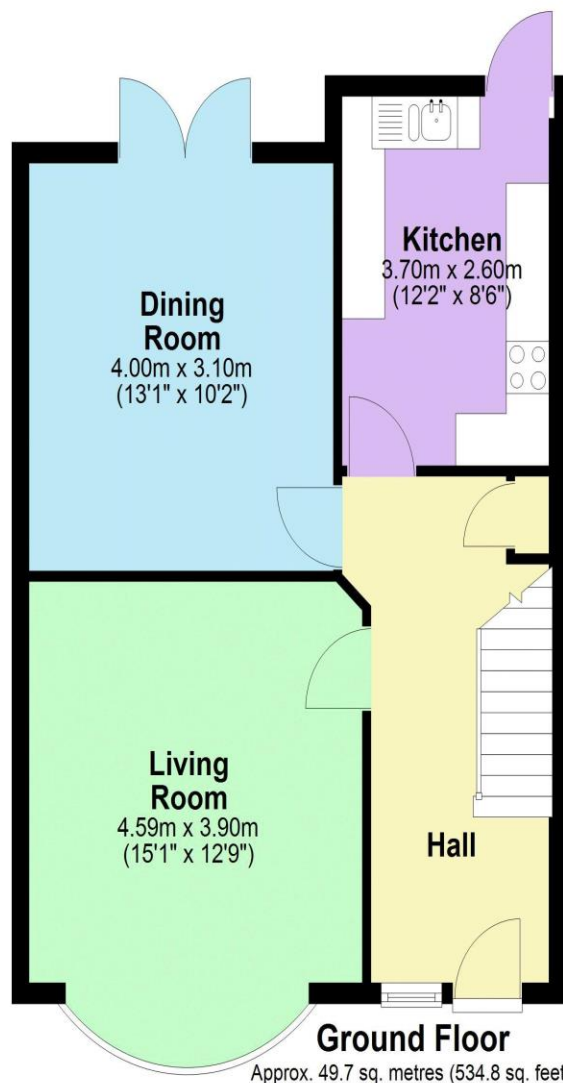 Kitchen
3.70m x 2.60m
(12'2" x 8'6")
Dining
Room
4.00m x 3.10m
(13'1" x 10'2")
Living
Room
4.59m x 3.90m
(15'1" x 12'9")
Hall
Ground Floor
Approx. 49.7 sq. metres (534.8 sq. feet